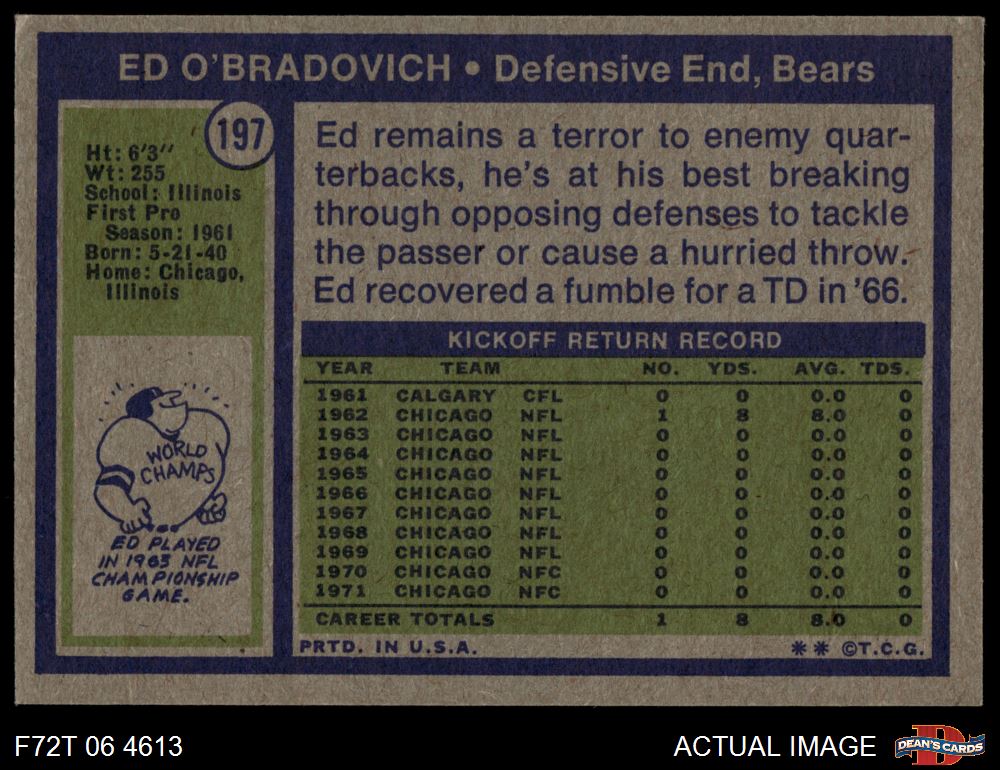 ED O'BRADOVICH • Defensive End, Bears
197
Ht: 6'3"
Wt: 255
School: Illinois
First Pro
Season: 1961
Born: 5-21-40
Home: Chicago,
Illinois
Ed remains a terror to enemy quar-
terbacks, he's at his best breaking
through opposing defenses to tackle
the passer or cause a hurried throw.
Ed recovered a fumble for a TD in '66.
WORLD
CHAMPS
ED PLAYED
IN 1963 NFL
CHAMPIONSHIP
GAME.
KICKOFF RETURN RECORD
YEAR TEAM NO. YDS. AVG. TDS.
1961 CALGARY CFL 0 0 0.0 0
1962 CHICAGO NFL 1 8 8.0 0
1963 CHICAGO NFL 0 0 0.0 0
1964 CHICAGO NFL 0 0 0.0 0
1965 CHICAGO NFL 0 0 0.0 0
1966 CHICAGO NFL 0 0 0.0 0
1967 CHICAGO NFL 0 0 0.0 0
1968 CHICAGO NFL 0 0 0.0 0
1969 CHICAGO NFL 0 0 0.0 0
1970 CHICAGO NFC 0 0 0.0 0
1971 CHICAGO NFC 0 0 0.0 0
CAREER TOTALS 1 8 8.0 0
PRTD. IN U.S.A. ** ©T.C.G.
F72T 06 4613
ACTUAL IMAGE
D
DEAN'S CARDS